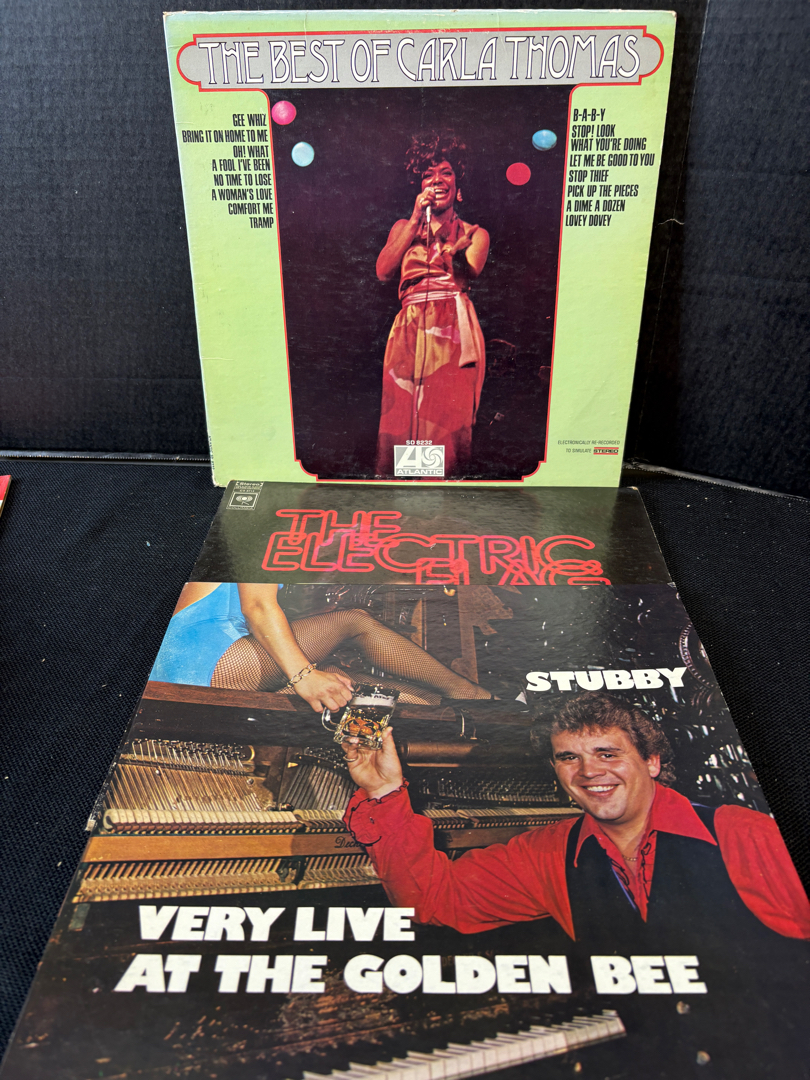 THE BEST OF CARLA THOMAS
GEE WHIZ
BRING IT ON HOME TO ME
OH! WHAT
A FOOL I'VE BEEN
NO TIME TO LOSE
A WOMAN'S LOVE
COMFORT ME
TRAMP
B-A-B-Y
STOP! LOOK
WHAT YOU'RE DOING
LET ME BE GOOD TO YOU
STOP THIEF
PICK UP THE PIECES
A DIME A DOZEN
LOVEY DOVEY
SD 8232
ATLANTIC
ELECTRONICALLY RE-RECORDED
TO SIMULATE STEREO
Stereo
THE
ELECTRIC
FLAG
STUBBY
VERY LIVE
AT THE GOLDEN BEE